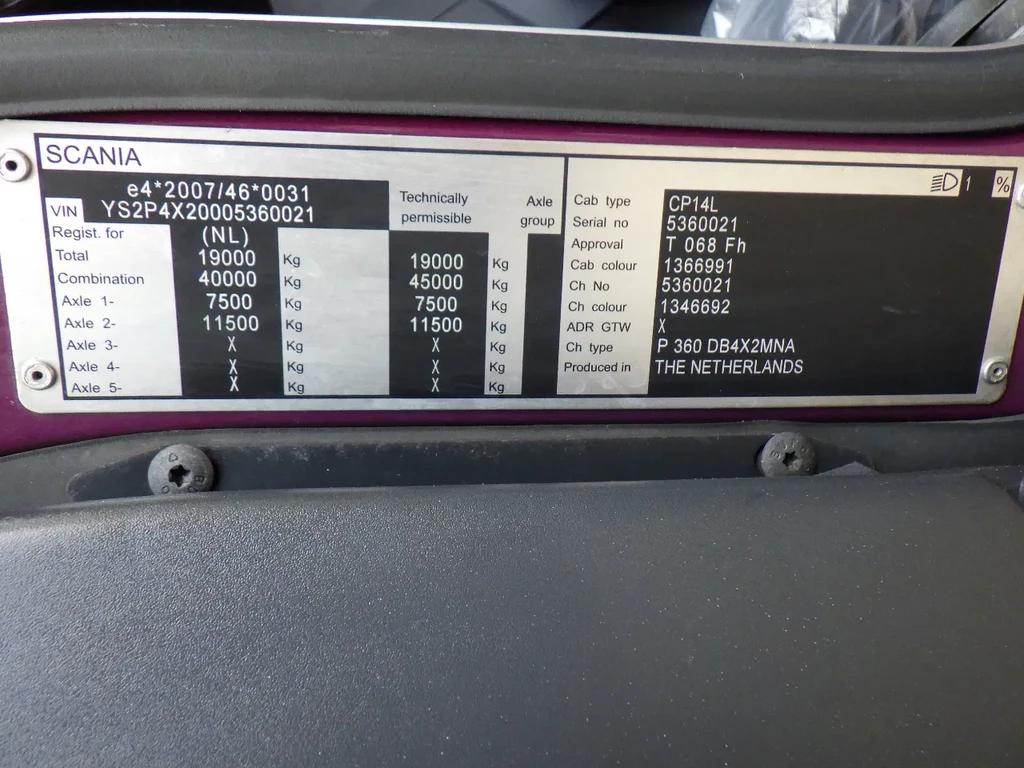 SCANIA
e4*2007/46*0031
VIN YS2P4X20005360021
Technically permissible
Axle group
Regist. for (NL)
Total 19000 Kg 19000 Kg
Combination 40000 Kg 45000 Kg
Axle 1- 7500 Kg 7500 Kg
Axle 2- 11500 Kg 11500 Kg
Axle 3- X Kg X Kg
Axle 4- X Kg X Kg
Axle 5- X Kg X Kg
1 %
Cab type CP14L
Serial no 5360021
Approval T 068 Fh
Cab colour 1366991
Ch No 5360021
Ch colour 1346692
ADR GTW X
Ch type P 360 DB4X2MNA
Produced in THE NETHERLANDS